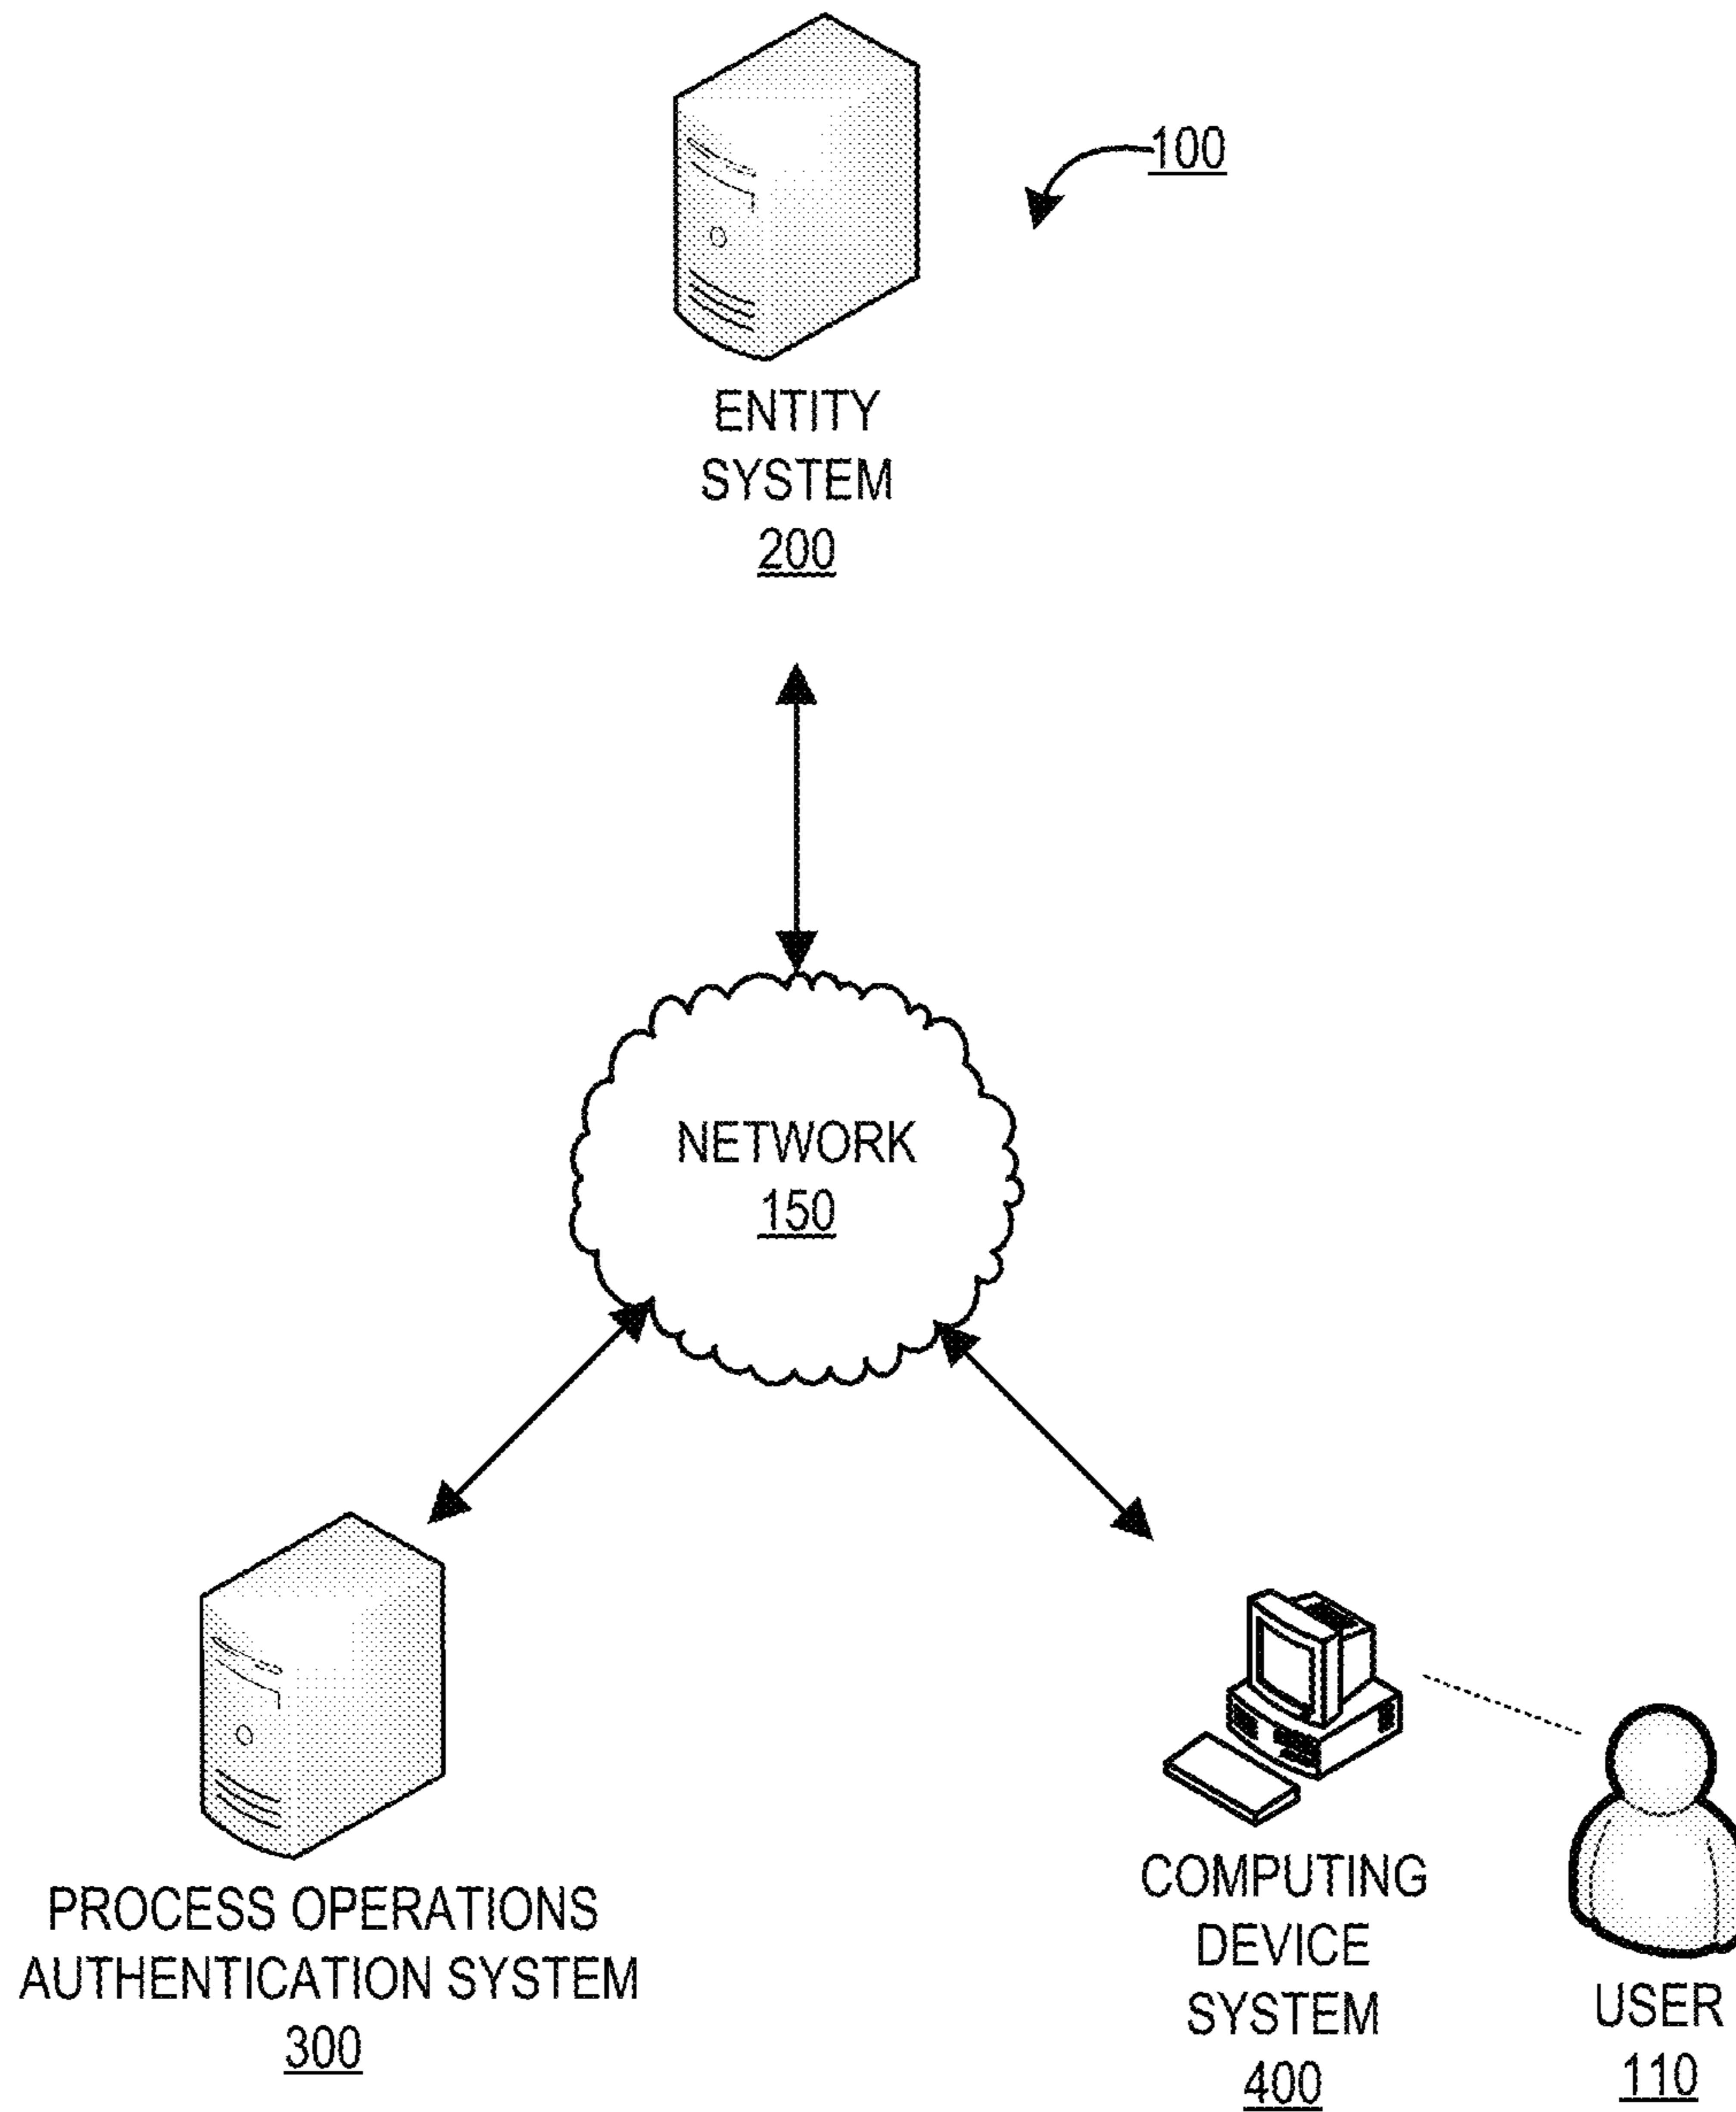 100
ENTITY
SYSTEM
200
NETWORK
150
PROCESS OPERATIONS
AUTHENTICATION SYSTEM
300
COMPUTING
DEVICE
SYSTEM
400
USER
110